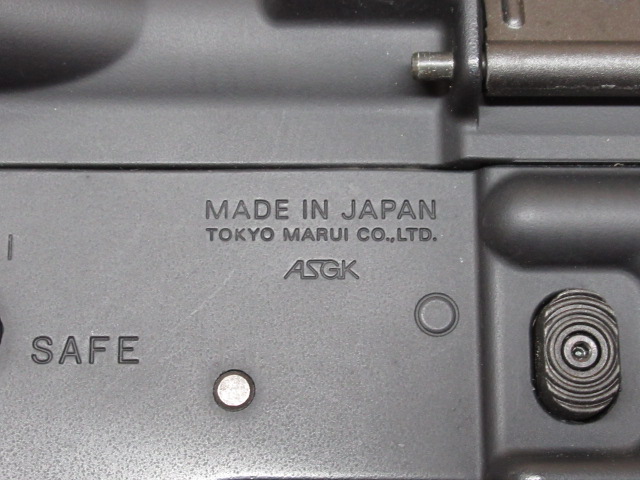 MADE IN JAPAN
TOKYO MARUI CO.,LTD.
ASGK
SAFE